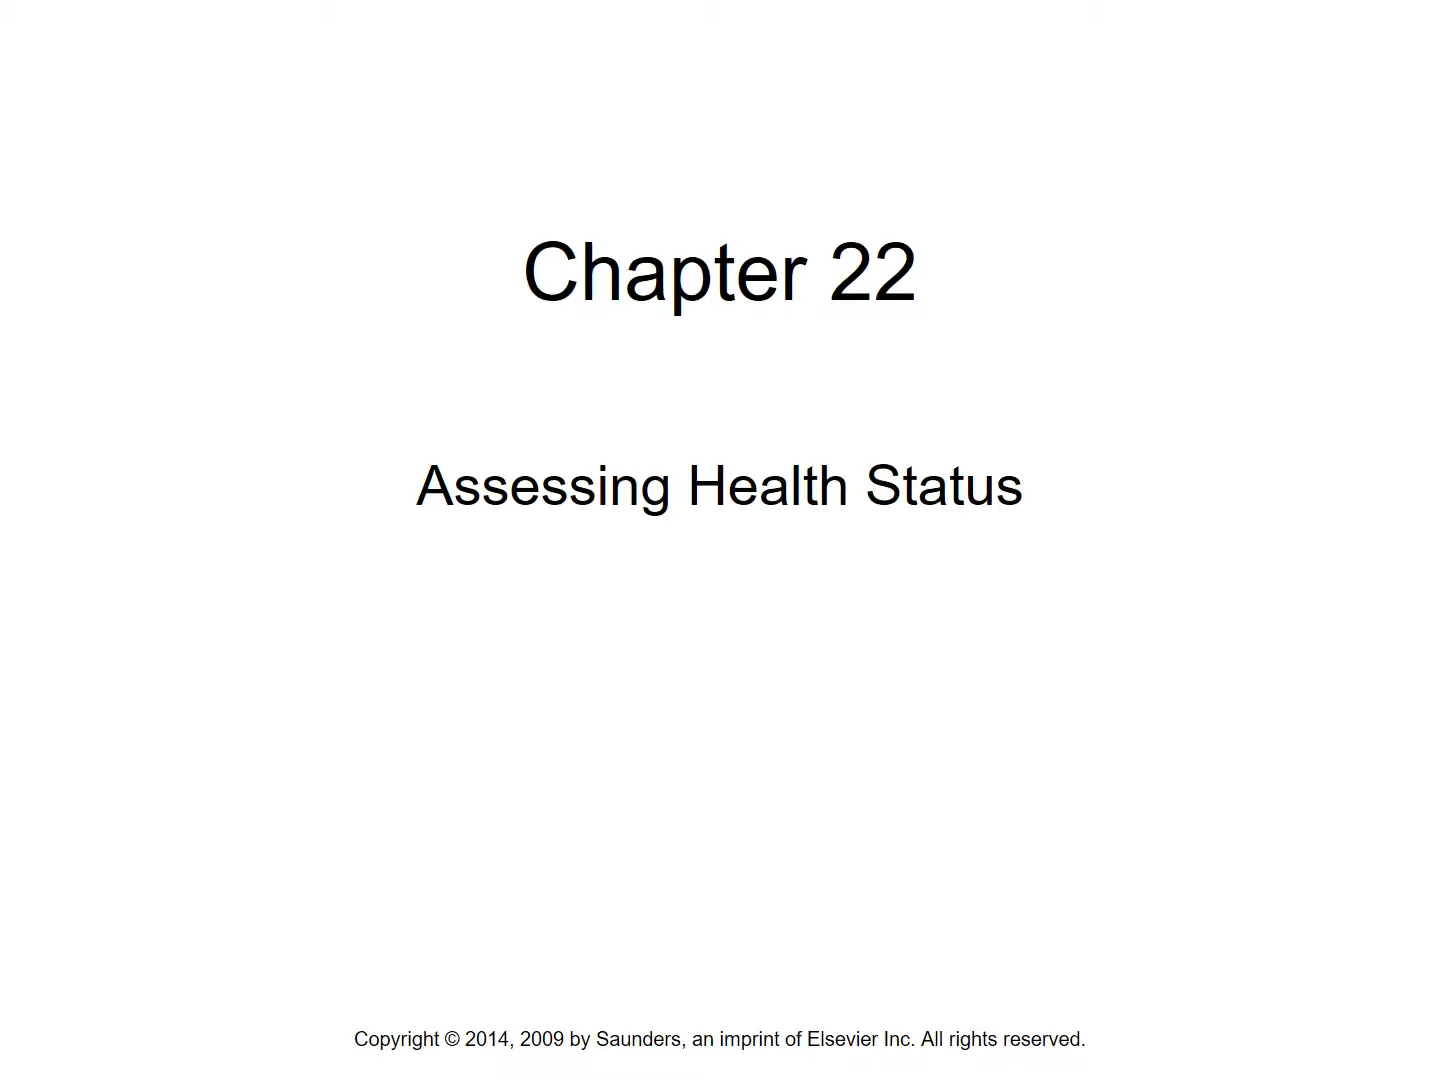 Chapter 22
Assessing Health Status
Copyright © 2014, 2009 by Saunders, an imprint of Elsevier Inc. All rights reserved.